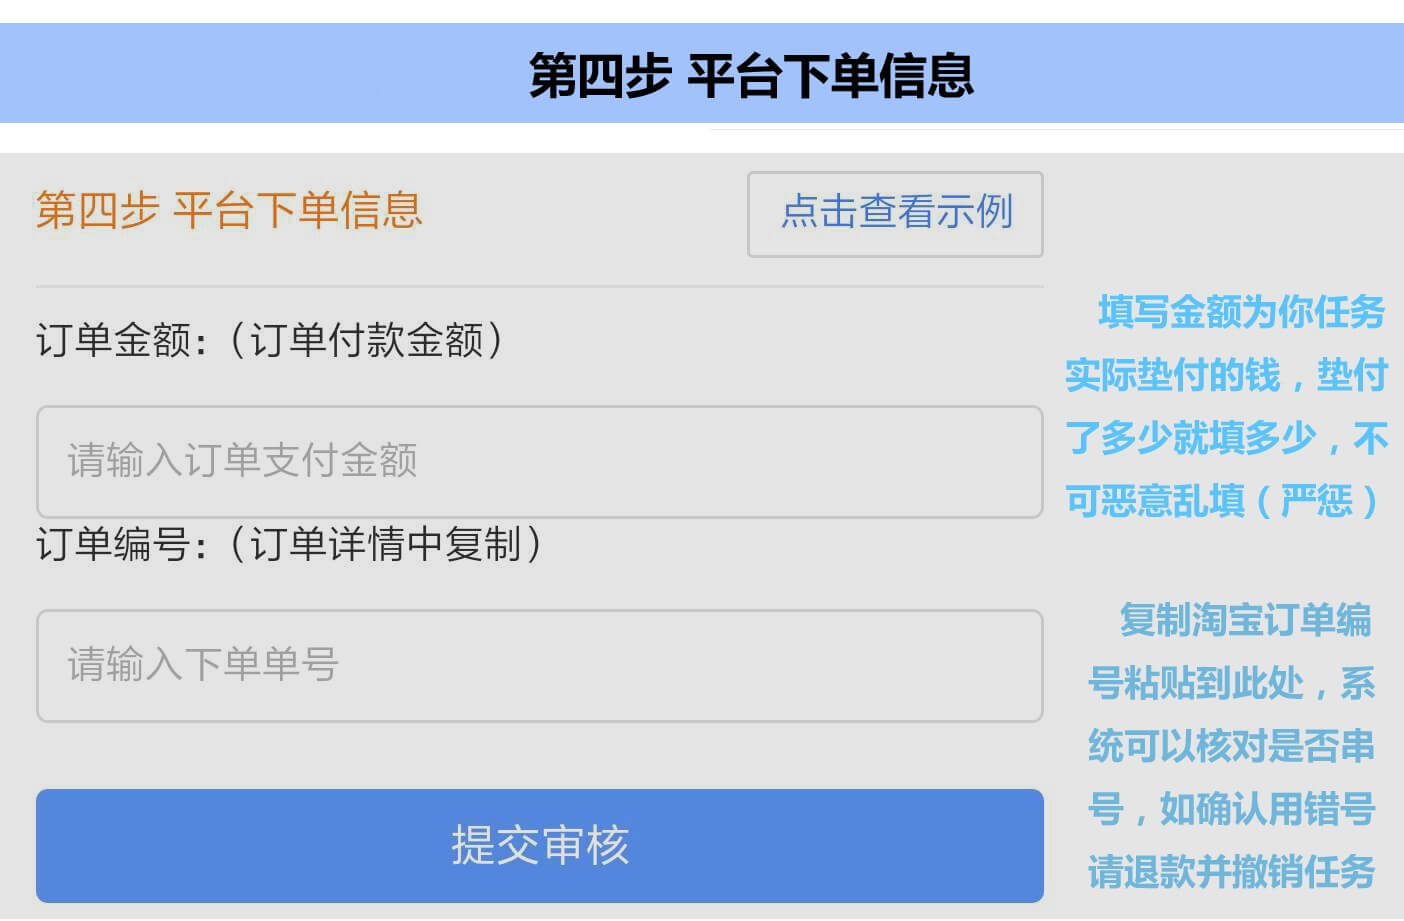 第四步 平台下单信息
第四步 平台下单信息
点击查看示例
订单金额:（订单付款金额）
请输入订单支付金额
填写金额为你任务
实际垫付的钱，垫付
了多少就填多少，不
可恶意乱填（严惩）
订单编号:（订单详情中复制）
请输入下单单号
复制淘宝订单编
号粘贴到此处，系
统可以核对是否串
号，如确认用错号
请退款并撤销任务
提交审核